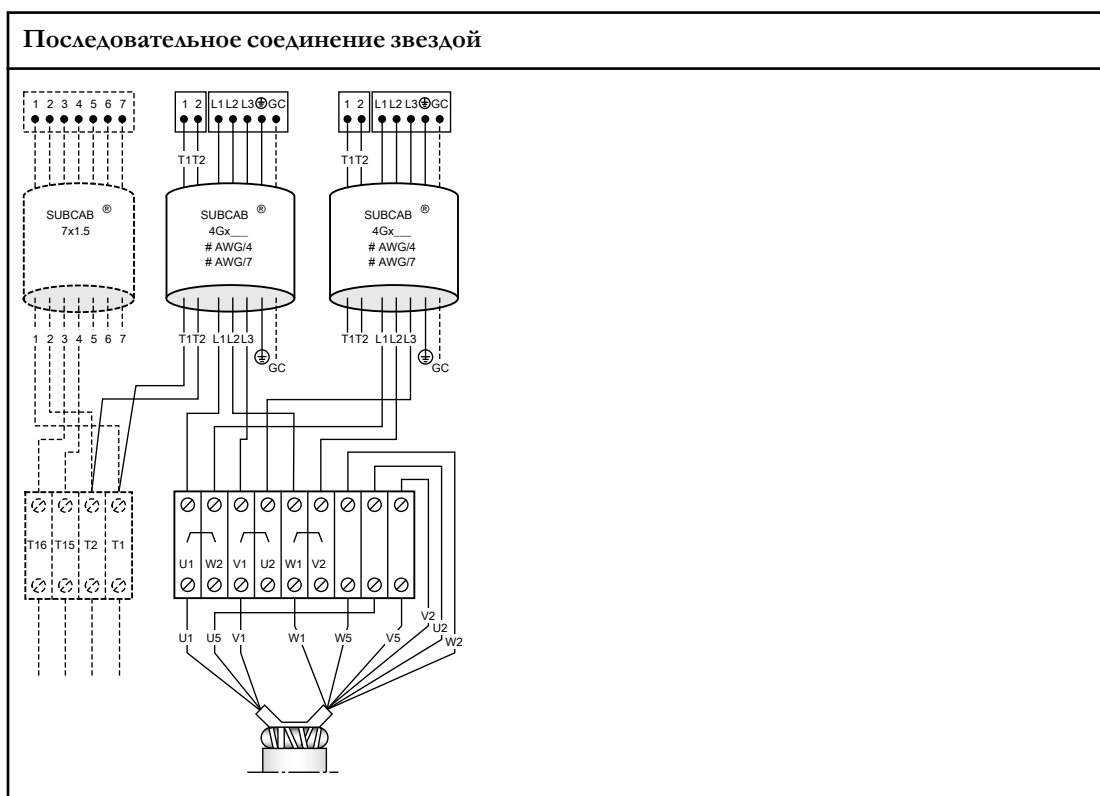 Последовательное соединение звездой
1 2 3 4 5 6 7
1 2 L1 L2 L3 GC
1 2 L1 L2 L3 GC
T1 T2
T1 T2
SUBCAB ®
7x1.5
SUBCAB ®
4Gx___
# AWG/4
# AWG/7
SUBCAB ®
4Gx___
# AWG/4
# AWG/7
1 2 3 4 5 6 7
T1 T2 L1 L2 L3
GC
T1 T2 L1 L2 L3
GC
T16 T15 T2 T1
U1 W2 V1 U2 W1 V2
U1 U5 V1 W1 W5 V5
V2
U2
W2